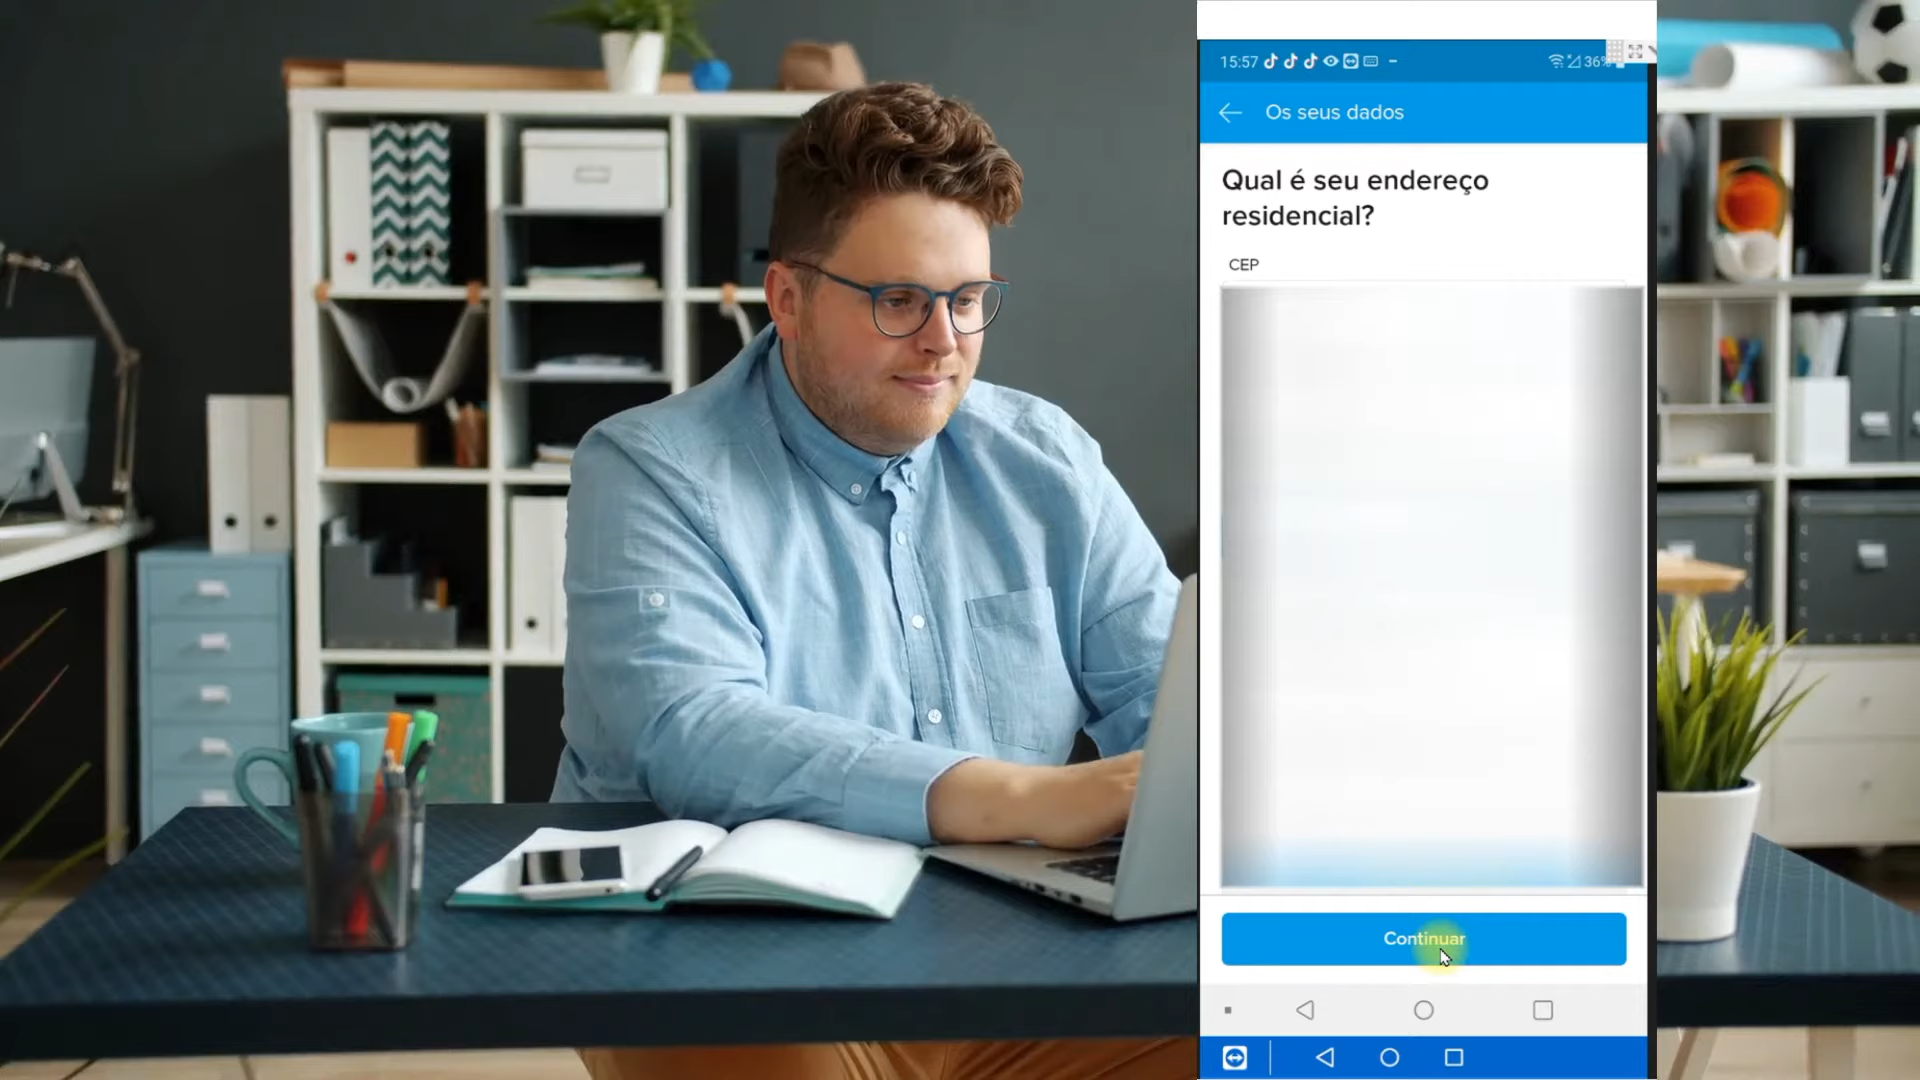 15:57
36%
Os seus dados
Qual é seu endereço
residencial?
CEP
Continuar